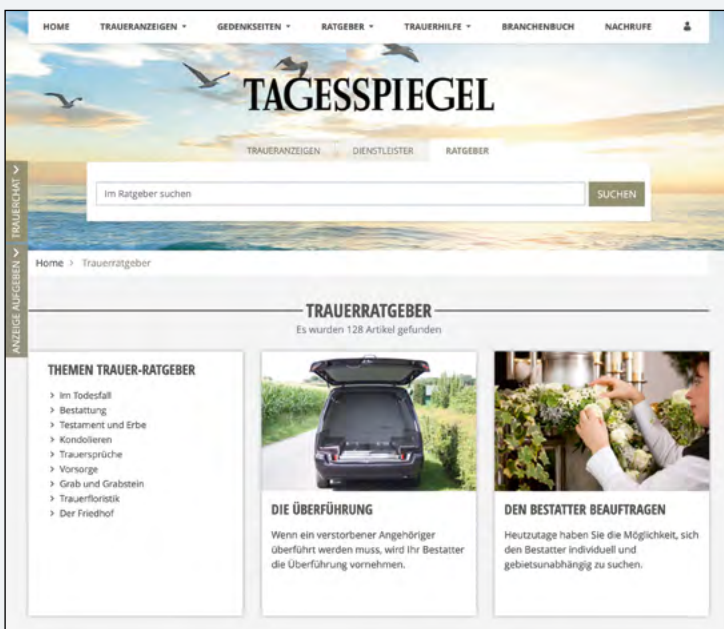 HOME TRAUERANZEIGEN GEDENKSEITEN RATGEBER TRAUERHILFE BRANCHENBUCH NACHRUFE
TAGESSPIEGEL
TRAUERANZEIGEN DIENSTLEISTER RATGEBER
Im Ratgeber suchen SUCHEN
TRAUERCHAT
ANZEIGE AUFGEBEN
Home > Trauerratgeber
TRAUERRATGEBER
Es wurden 128 Artikel gefunden
THEMEN TRAUER-RATGEBER
> Im Todesfall
> Bestattung
> Testament und Erbe
> Kondolieren
> Trauersprüche
> Vorsorge
> Grab und Grabstein
> Trauerfloristik
> Der Friedhof
DIE ÜBERFÜHRUNG
Wenn ein verstorbener Angehöriger
überführt werden muss, wird Ihr Bestatter
die Überführung vornehmen.
DEN BESTATTER BEAUFTRAGEN
Heutzutage haben Sie die Möglichkeit, sich
den Bestatter individuell und
gebietsunabhängig zu suchen.